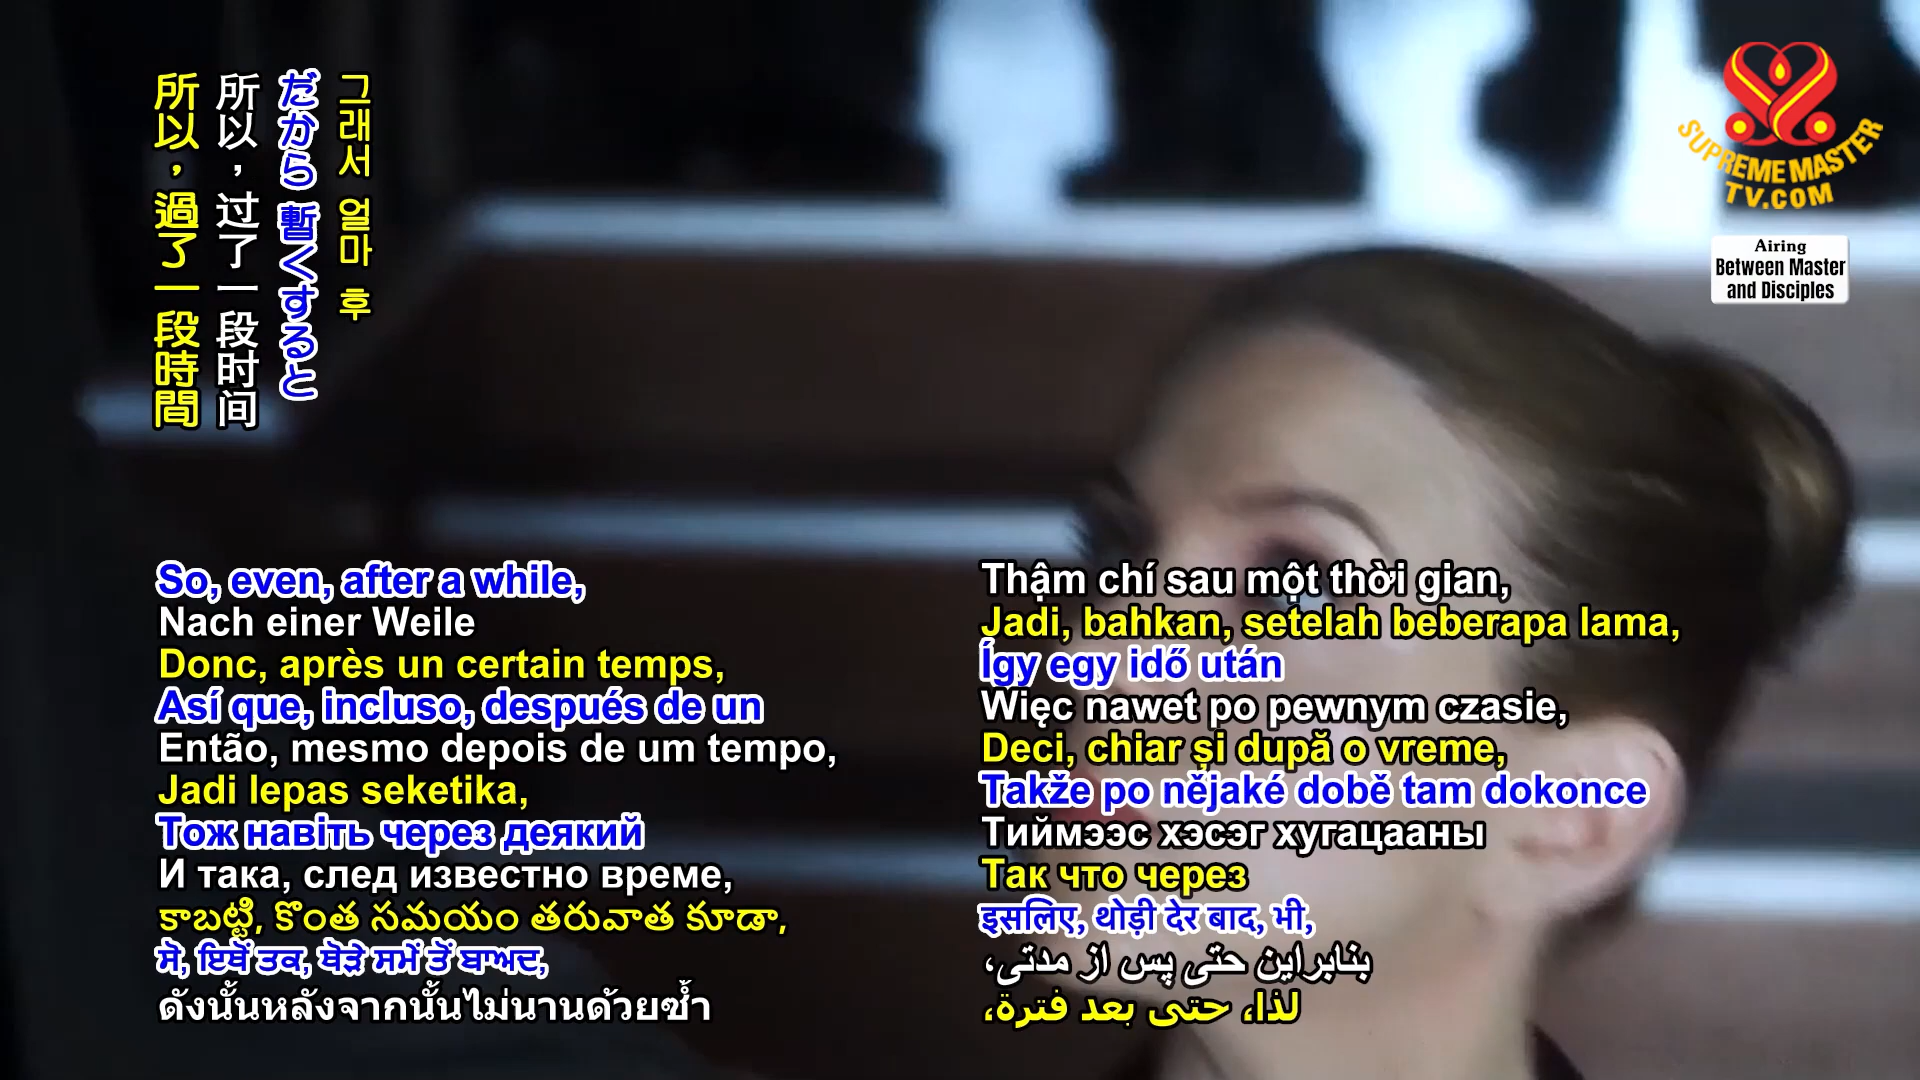 所以，過了一段時間
所以，过了一段时间
だから 暫くすると
그래서 얼마 후
SUPREME MASTER
TV.COM
Airing
Between Master
and Disciples
So, even, after a while,
Nach einer Weile
Donc, après un certain temps,
Así que, incluso, después de un
Então, mesmo depois de um tempo,
Jadi lepas seketika,
Тож навіть через деякий
И така, след известно време,
కాబట్టి, కొంత సమయం తరువాత కూడా,
ਸੋ, ਇਥੋਂ ਤਕ, ਥੋੜੇ ਸਮੇਂ ਤੋਂ ਬਾਅਦ,
ดังนั้นหลังจากนั้นไม่นานด้วยซ้ำ
Thậm chí sau một thời gian,
Jadi, bahkan, setelah beberapa lama,
Így egy idő után
Więc nawet po pewnym czasie,
Deci, chiar și după o vreme,
Takže po nějaké době tam dokonce
Тиймээс хэсэг хугацааны
Так что через
इसलिए, थोड़ी देर बाद, भी,
بنابراین حتی پس از مدتی،
لذا، حتى بعد فترة،